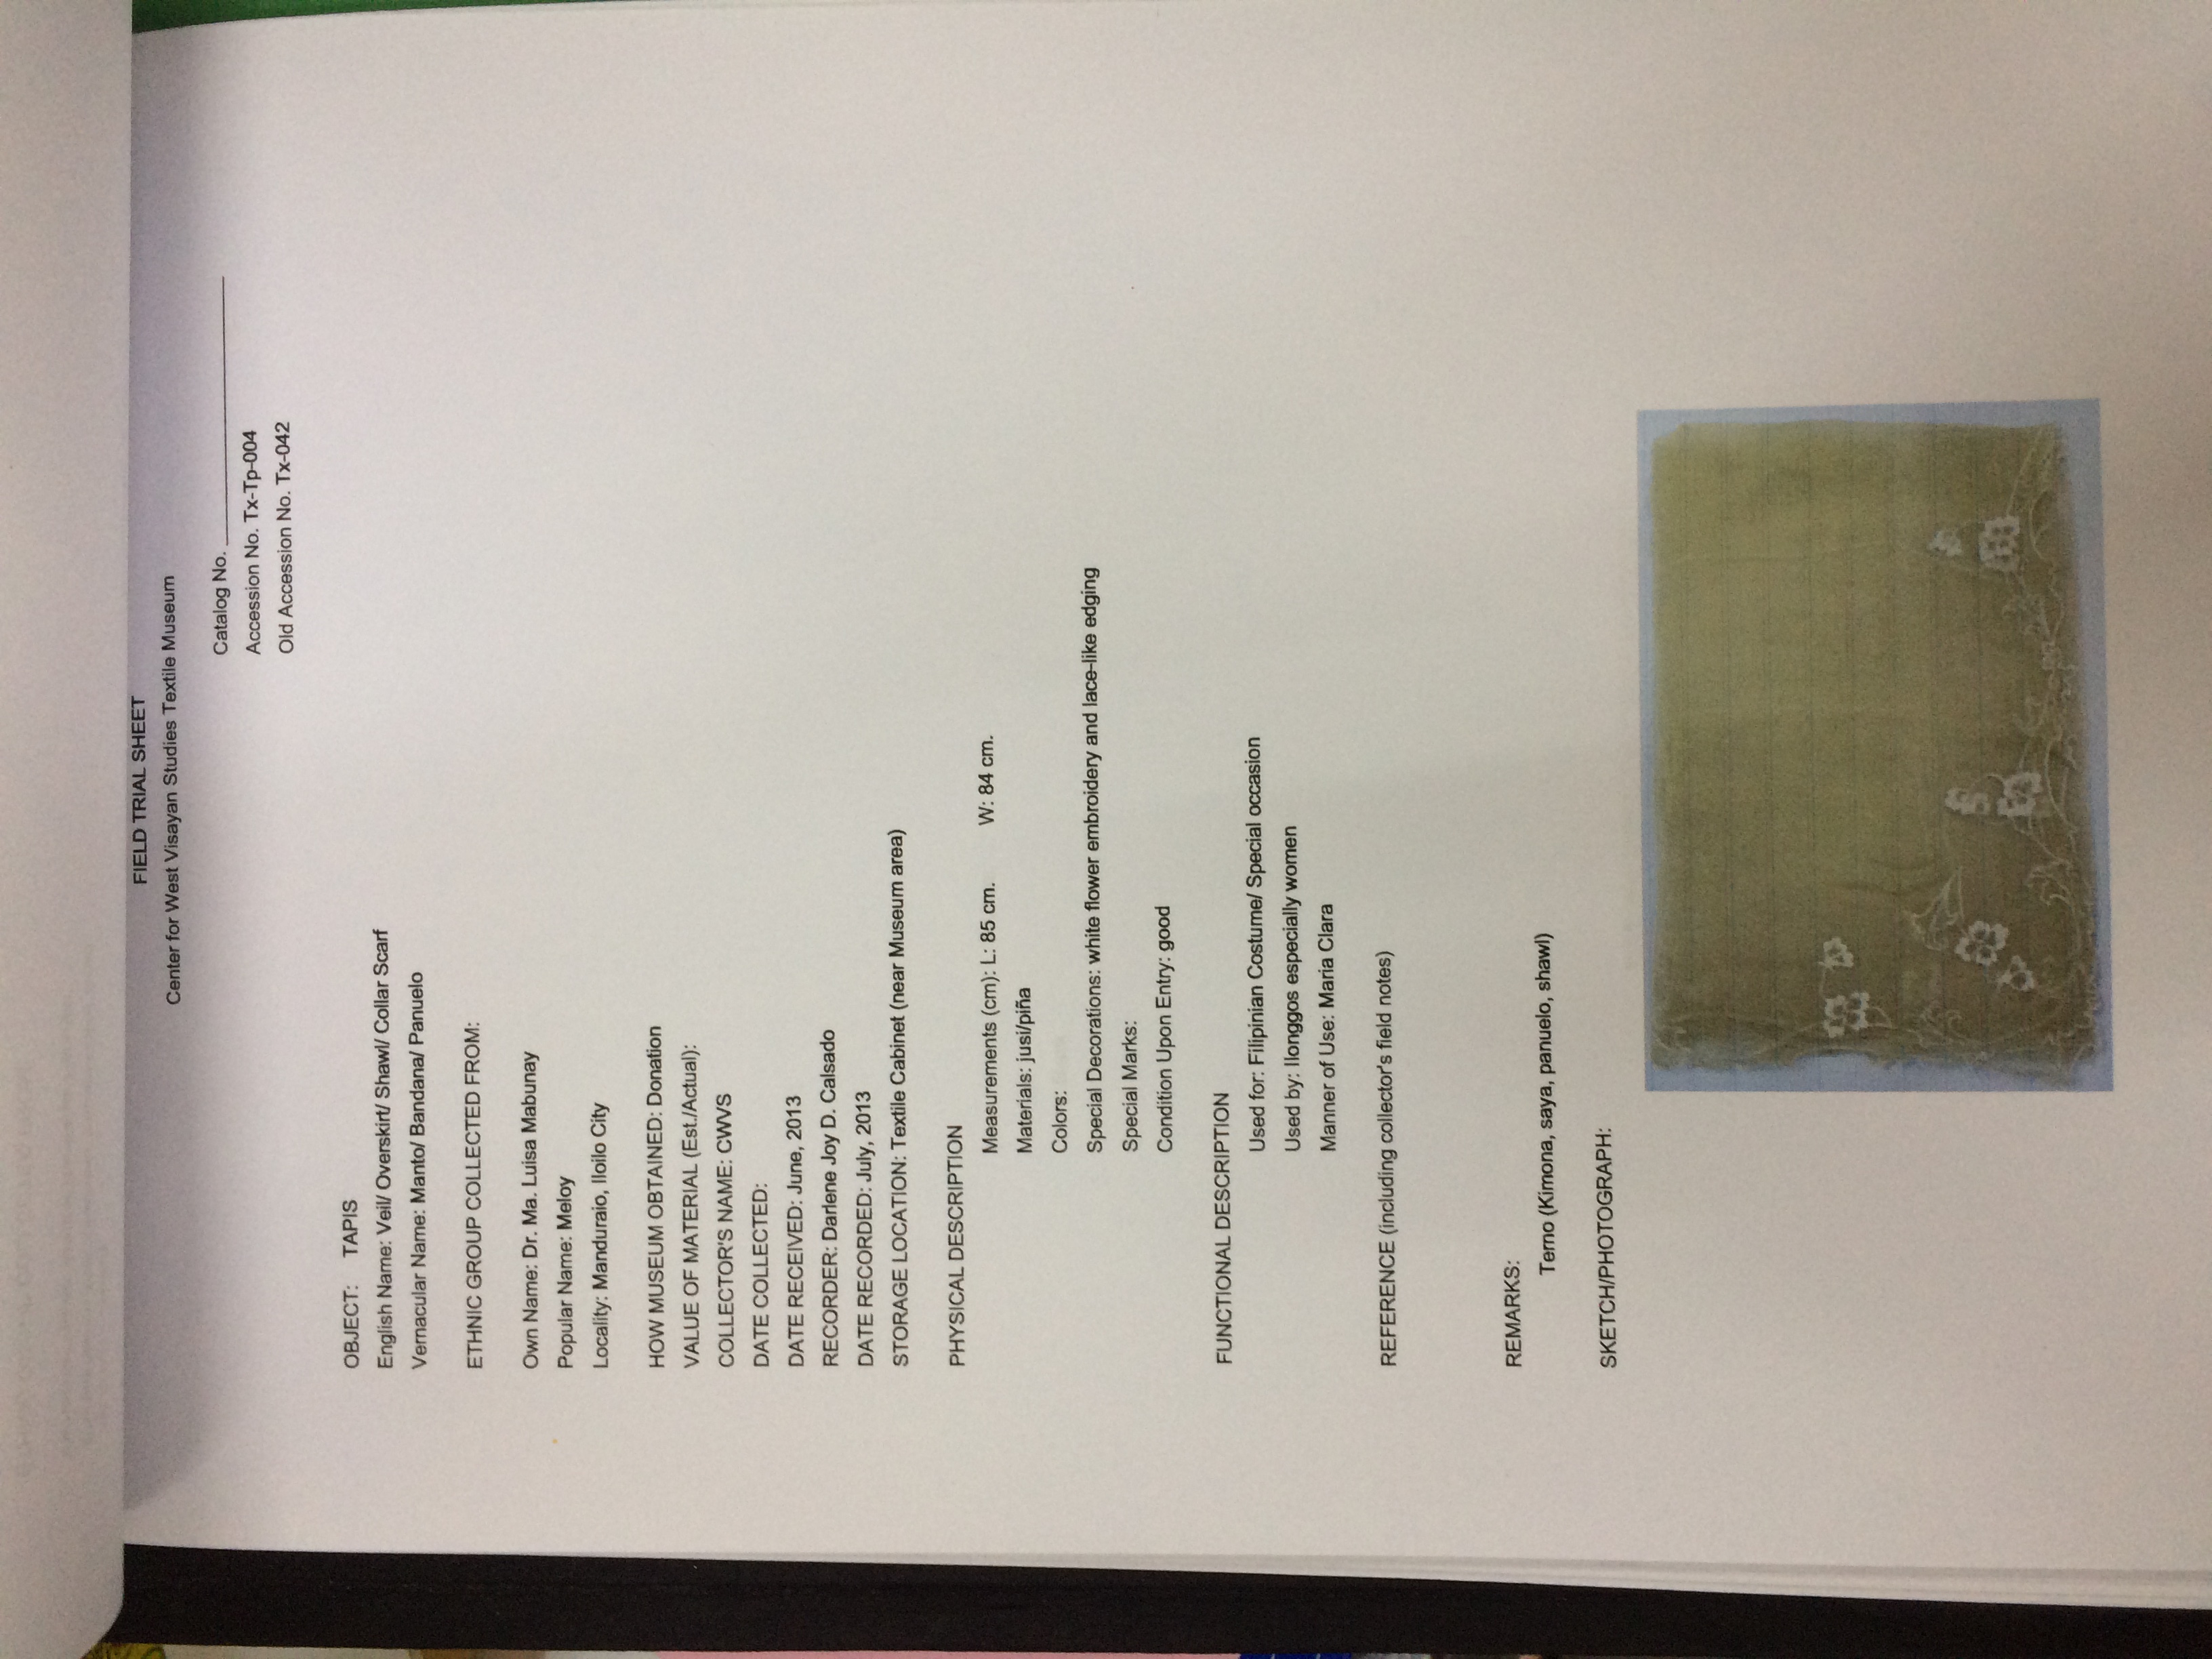 FIELD TRIAL SHEET
Center for West Visayan Studies Textile Museum
Catalog No. ____________________
Accession No. Tx-Tp-004
Old Accession No. Tx-042
OBJECT: TAPIS
English Name: Veil/ Overskirt/ Shawl/ Collar Scarf
Vernacular Name: Manto/ Bandana/ Panuelo
ETHNIC GROUP COLLECTED FROM:
Own Name: Dr. Ma. Luisa Mabunay
Popular Name: Meloy
Locality: Manduraio, Iloilo City
HOW MUSEUM OBTAINED: Donation
VALUE OF MATERIAL (Est./Actual):
COLLECTOR'S NAME: CWVS
DATE COLLECTED:
DATE RECEIVED: June, 2013
RECORDER: Darlene Joy D. Calsado
DATE RECORDED: July, 2013
STORAGE LOCATION: Textile Cabinet (near Museum area)
PHYSICAL DESCRIPTION
Measurements (cm): L: 85 cm. W: 84 cm.
Materials: jusi/piña
Colors:
Special Decorations: white flower embroidery and lace-like edging
Special Marks:
Condition Upon Entry: good
FUNCTIONAL DESCRIPTION
Used for: Filipinian Costume/ Special occasion
Used by: Ilonggos especially women
Manner of Use: Maria Clara
REFERENCE (including collector's field notes)
REMARKS:
Terno (Kimona, saya, panuelo, shawl)
SKETCH/PHOTOGRAPH: